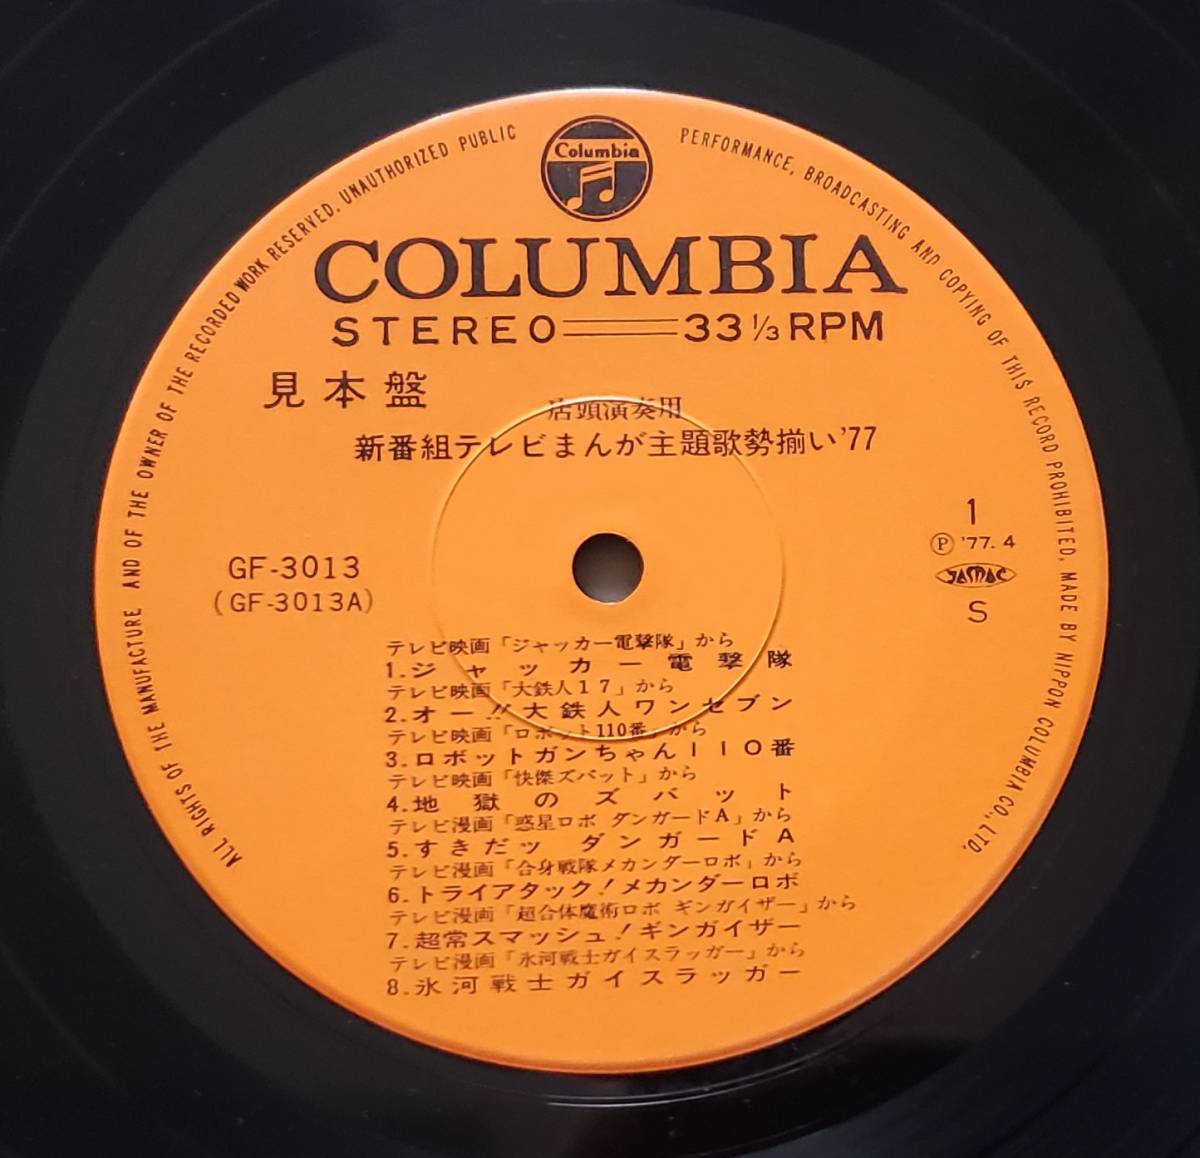 Columbia
COLUMBIA
STEREO 33 1/3 RPM
見本盤
店頭演奏用
新番組テレビまんが主題歌勢揃い'77
1
Ⓟ '77. 4
JASRAC
S
GF-3013
(GF-3013A)
テレビ映画「ジャッカー電撃隊」から
1.ジャッカー電撃隊
テレビ映画「大鉄人17」から
2.オー!!大鉄人ワンセブン
テレビ映画「ロボット110番」から
3.ロボットガンちゃん110番
テレビ映画「快傑ズバット」から
4.地獄のズバット
テレビ漫画「惑星ロボ ダンガードA」から
5.すきだッ ダンガードA
テレビ漫画「合身戦隊メカンダーロボ」から
6.トライアタック!メカンダーロボ
テレビ漫画「超合体魔術ロボ ギンガイザー」から
7.超常スマッシュ!ギンガイザー
テレビ漫画「氷河戦士ガイスラッガー」から
8.氷河戦士ガイスラッガー
ALL RIGHTS OF THE MANUFACTURE AND OF THE OWNER OF THE RECORDED WORK RESERVED. UNAUTHORIZED PUBLIC PERFORMANCE, BROADCASTING AND COPYING OF THIS RECORD PROHIBITED. MADE BY NIPPON COLUMBIA CO., LTD.